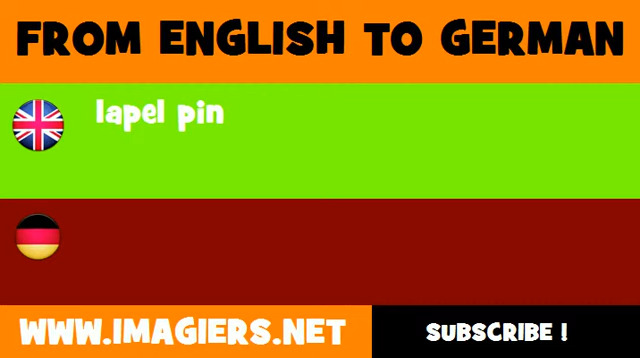 FROM ENGLISH TO GERMAN
lapel pin
WWW.IMAGIERS.NET
SUBSCRIBE !